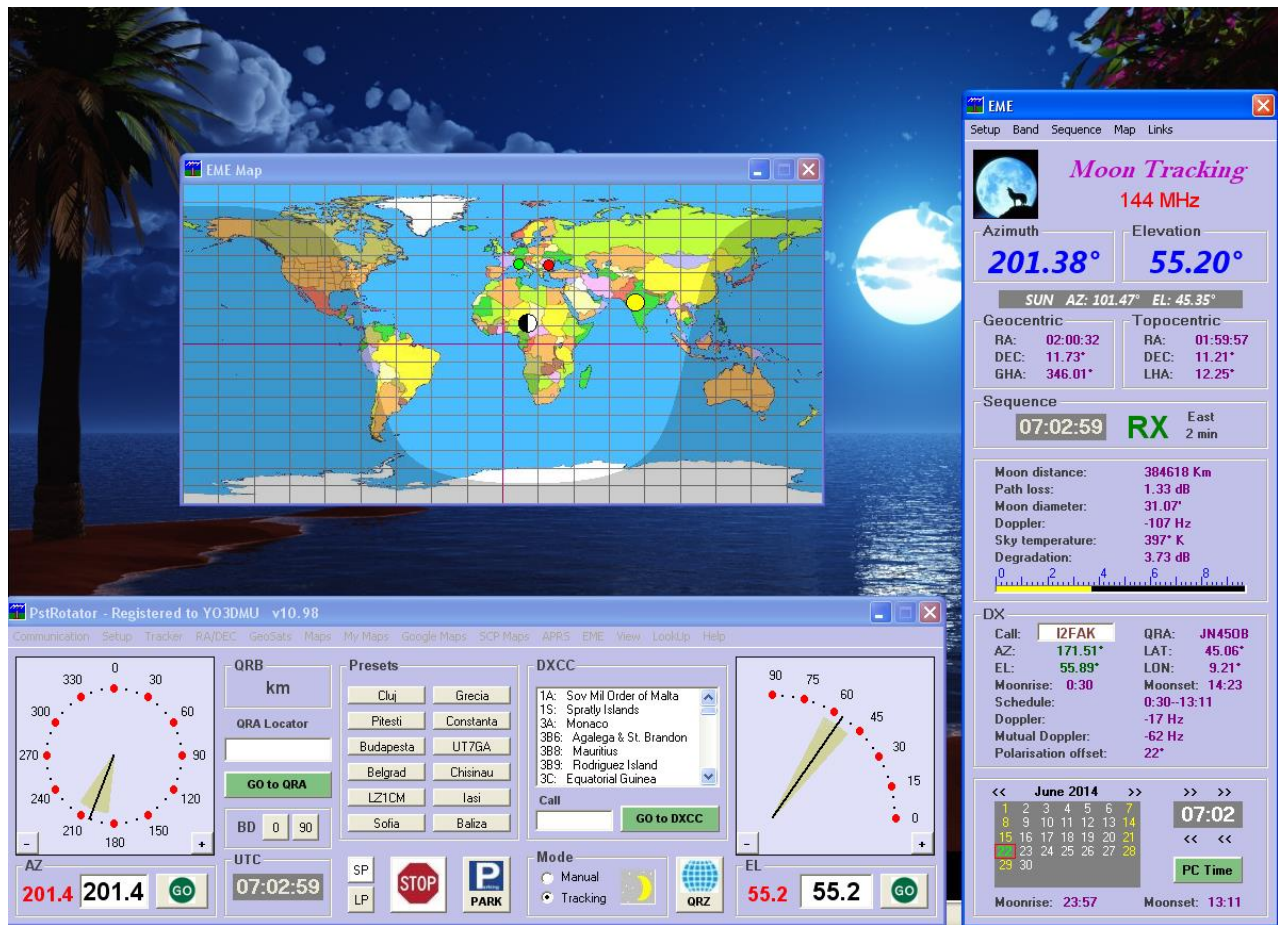 EME Map
EME
Setup Band Sequence Map Links
Moon Tracking
144 MHz
Azimuth Elevation
201.38° 55.20°
SUN AZ: 101.47° EL: 45.35°
Geocentric Topocentric
RA: 02:00:32 RA: 01:59:57
DEC: 11.73° DEC: 11.21°
GHA: 346.01° LHA: 12.25°
Sequence
07:02:59 RX East
2 min
Moon distance: 384618 Km
Path loss: 1.33 dB
Moon diameter: 31.07'
Doppler: -107 Hz
Sky temperature: 397° K
Degradation: 3.73 dB
0 2 4 6 8
DX
Call: I2FAK QRA: JN45OB
AZ: 171.51° LAT: 45.06°
EL: 55.89° LON: 9.21°
Moonrise: 0:30 Moonset: 14:23
Schedule: 0:30--13:11
Doppler: -17 Hz
Mutual Doppler: -62 Hz
Polarisation offset: 22°
<< June 2014 >> >> >>
1 2 3 4 5 6 7
8 9 10 11 12 13 14
15 16 17 18 19 20 21
22 23 24 25 26 27 28
29 30
07:02
<< <<
PC Time
Moonrise: 23:57 Moonset: 13:11
PstRotator - Registered to YO3DMU v10.98
Communication Setup Tracker RA/DEC GeoSats Maps My Maps Google Maps SCP Maps APRS EME View LookUp Help
0
330 30
300 60
270 90
240 120
210 150
180
- +
AZ
201.4 201.4 GO
QRB
km
QRA Locator
GO to QRA
BD 0 90
UTC
07:02:59
Presets
Cluj Grecia
Pitesti Constanta
Budapesta UT7GA
Belgrad Chisinau
LZ1CM Iasi
Sofia Baliza
SP
LP
STOP
P
PARK
DXCC
1A: Sov Mil Order of Malta
1S: Spratly Islands
3A: Monaco
3B6: Agalega & St. Brandon
3B8: Mauritius
3B9: Rodriguez Island
3C: Equatorial Guinea
Call
GO to DXCC
Mode
Manual
Tracking
QRZ
90 75
60
45
30
15
0
- +
EL
55.2 55.2 GO